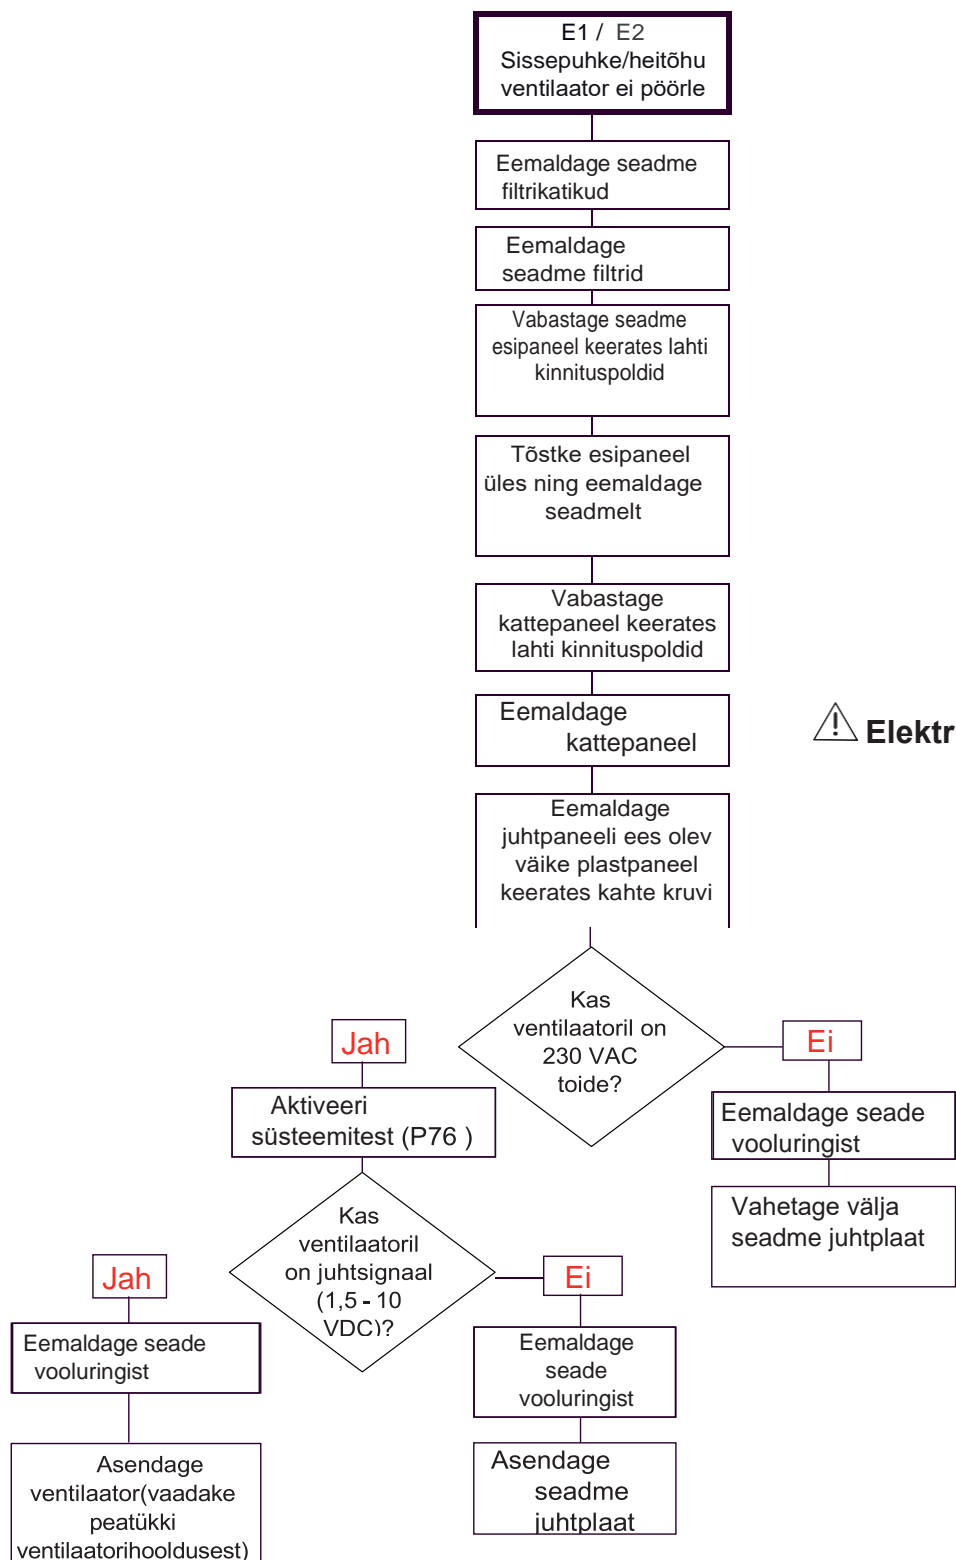 E1 / E2
Sissepuhke/heitõhu
ventilaator ei pöörle
Eemaldage seadme
filtrikatikud
Eemaldage
seadme filtrid
Vabastage seadme
esipaneel keerates lahti
kinnituspoldid
Tõstke esipaneel
üles ning eemaldage
seadmelt
Vabastage
kattepaneel keerates
lahti kinnituspoldid
Eemaldage
kattepaneel
Elektr
Eemaldage
juhtpaneeli ees olev
väike plastpaneel
keerates kahte kruvi
Kas
ventilaatoril on
230 VAC
toide?
Jah
Ei
Aktiveeri
süsteemitest (P76 )
Eemaldage seade
vooluringist
Vahetage välja
seadme juhtplaat
Kas
ventilaatoril
on juhtsignaal
(1,5 - 10
VDC)?
Jah
Ei
Eemaldage seade
vooluringist
Eemaldage
seade
vooluringist
Asendage
ventilaator(vaadake
peatükki
ventilaatorihooldusest)
Asendage
seadme
juhtplaat